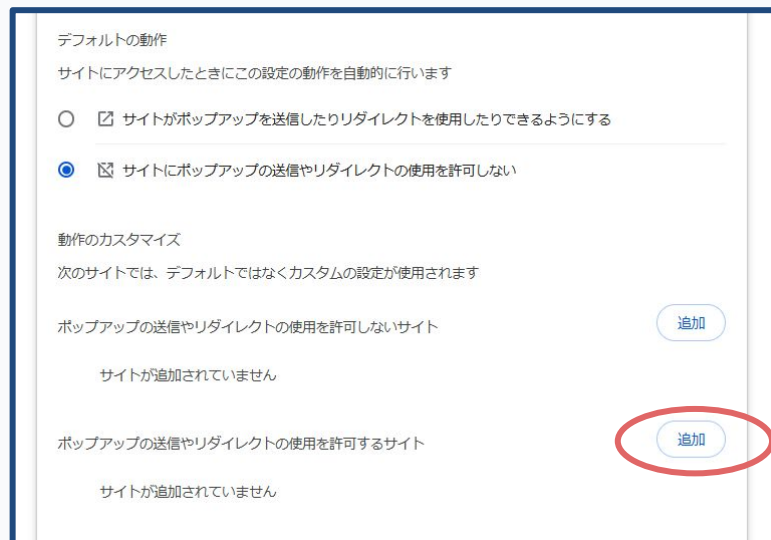 デフォルトの動作
サイトにアクセスしたときにこの設定の動作を自動的に行います
サイトがポップアップを送信したりリダイレクトを使用したりできるようにする
サイトにポップアップの送信やリダイレクトの使用を許可しない
動作のカスタマイズ
次のサイトでは、デフォルトではなくカスタムの設定が使用されます
ポップアップの送信やリダイレクトの使用を許可しないサイト
追加
サイトが追加されていません
ポップアップの送信やリダイレクトの使用を許可するサイト
追加
サイトが追加されていません